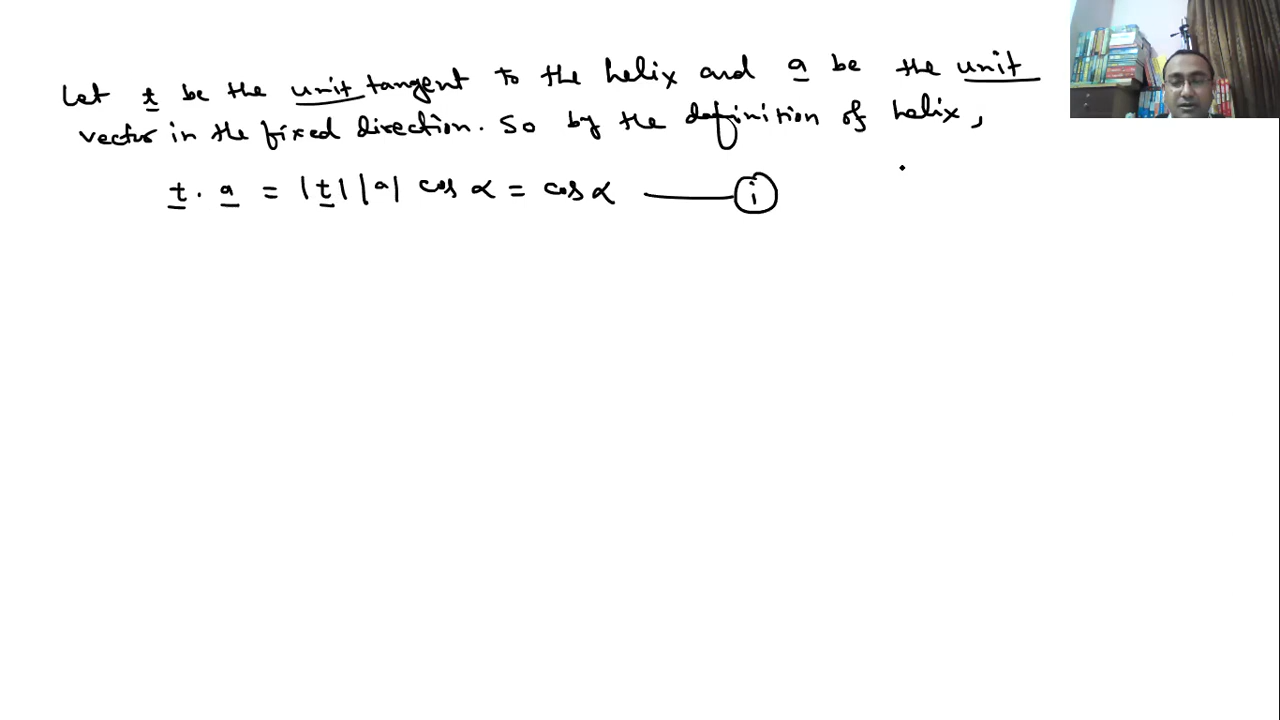 Let t be the unit tangent to the helix and a be the unit
vector in the fixed direction. So by the definition of helix,
t · a = |t| |a| cos α = cos α —— (i)